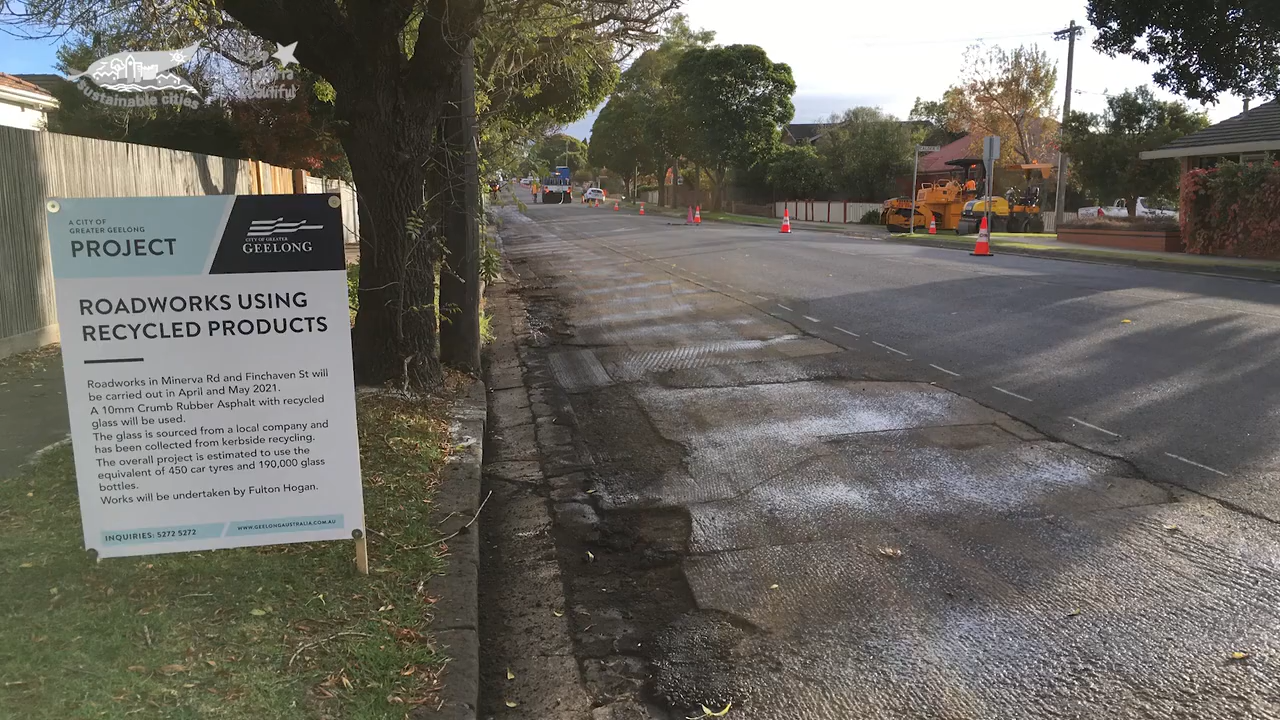 Sustainable cities
A CITY OF
GREATER GEELONG
PROJECT
CITY OF GREATER
GEELONG
ROADWORKS USING
RECYCLED PRODUCTS
Roadworks in Minerva Rd and Finchaven St will
be carried out in April and May 2021.
A 10mm Crumb Rubber Asphalt with recycled
glass will be used.
The glass is sourced from a local company and
has been collected from kerbside recycling.
The overall project is estimated to use the
equivalent of 450 car tyres and 190,000 glass
bottles.
Works will be undertaken by Fulton Hogan.
INQUIRIES: 5272 5272
WWW.GEELONGAUSTRALIA.COM.AU